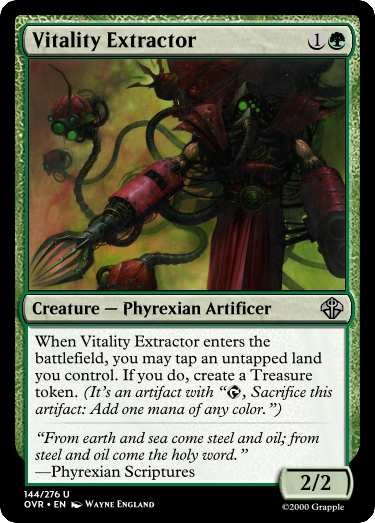 Vitality Extractor 1
Creature — Phyrexian Artificer
When Vitality Extractor enters the
battlefield, you may tap an untapped land
you control. If you do, create a Treasure
token. (It's an artifact with “, Sacrifice this
artifact: Add one mana of any color.”)
“From earth and sea come steel and oil; from
steel and oil come the holy word.”
—Phyrexian Scriptures
2/2
144/276 U
OVR • EN Wayne England
©2000 Grapple